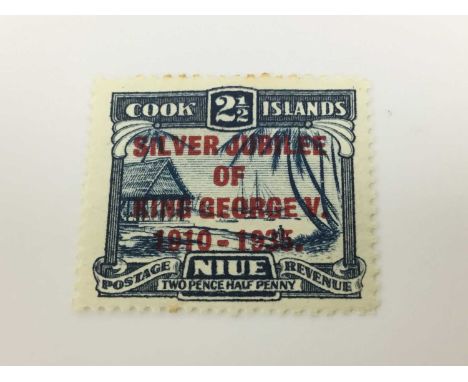 COOK 2½ ISLANDS
SILVER JUBILEE
OF
KING GEORGE V.
1910 - 1935.
POSTAGE NIUE REVENUE
TWO PENCE HALF PENNY